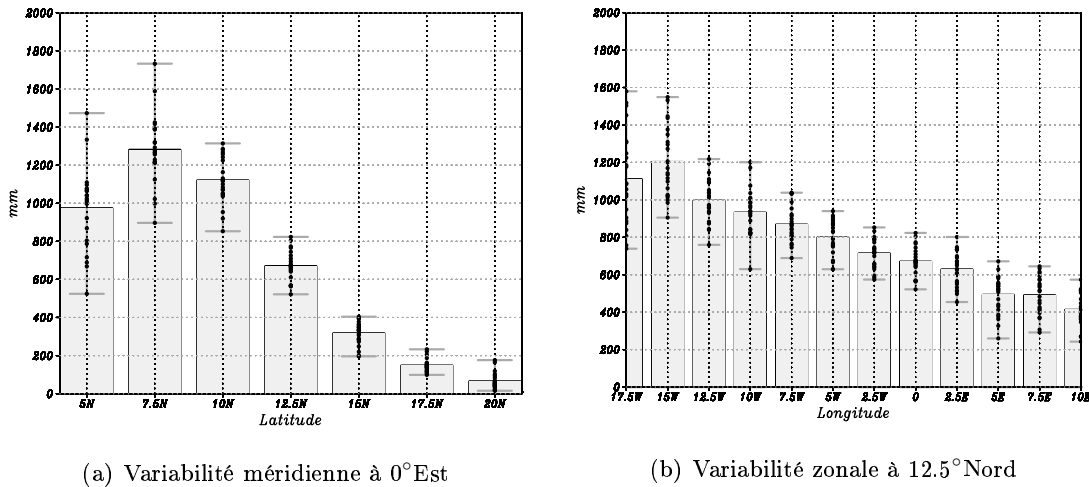 2000
1800
1600
1400
1200
1000
800
600
400
200
0
mm
5N 7.5N 10N 12.5N 15N 17.5N 20N
Latitude
(a) Variabilité méridienne à 0°Est
2000
1800
1600
1400
1200
1000
800
600
400
200
0
mm
17.5W 15W 12.5W 10W 7.5W 5W 2.5W 0 2.5E 5E 7.5E 10E
Longitude
(b) Variabilité zonale à 12.5°Nord